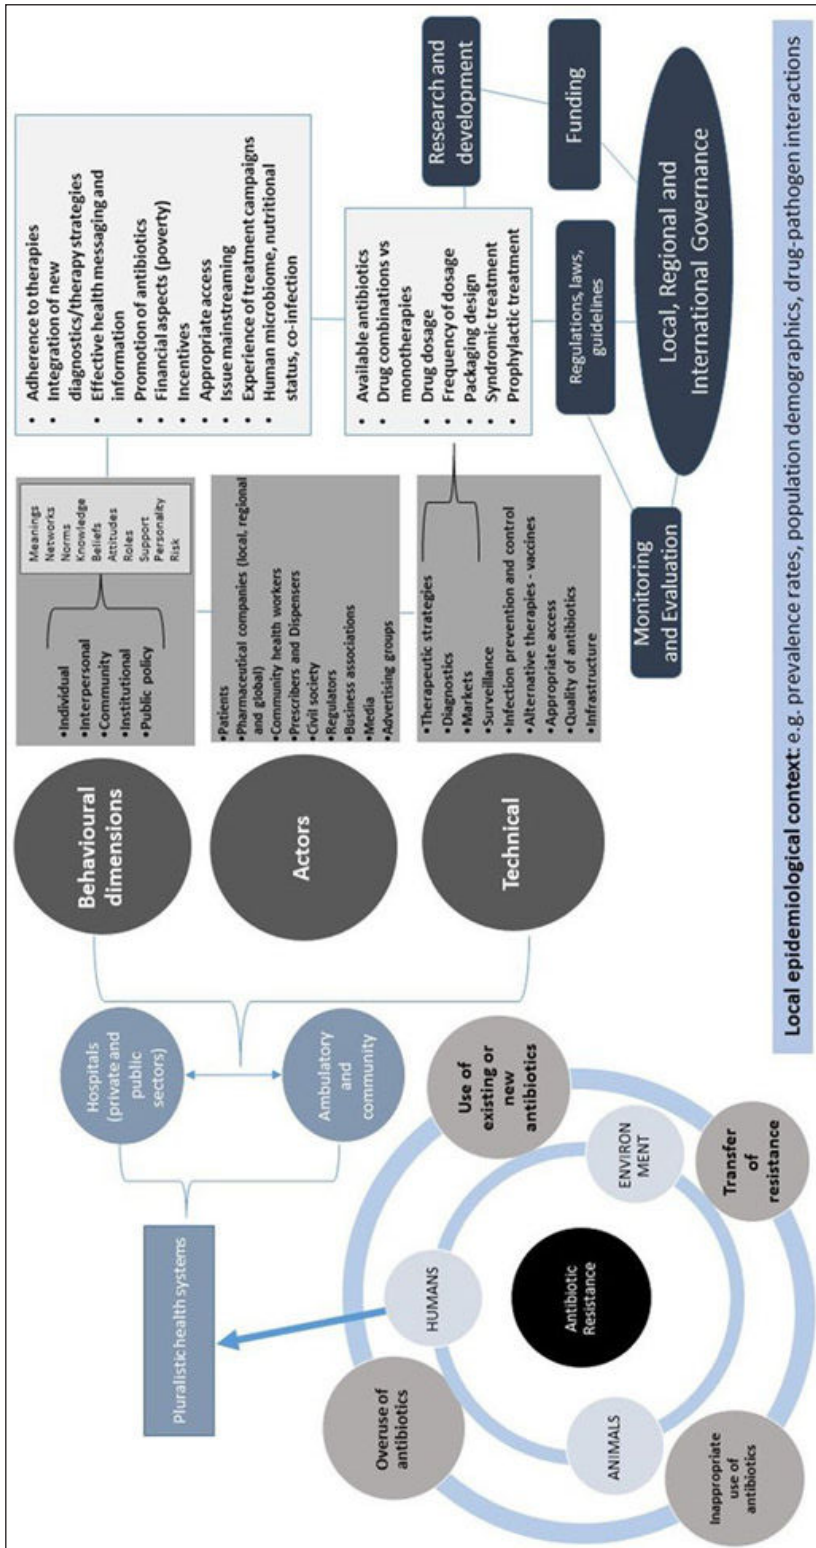 Pluralistic health systems
Hospitals
(private and
public
sectors)
Ambulatory
and
community
Overuse of
antibiotics
HUMANS
Use of
existing or
new
antibiotics
ANIMALS
Antibiotic
Resistance
ENVIRON
MENT
Inappropriate
use of
antibiotics
Transfer
of
resistance
Behavioural
dimensions
•Individual
•Interpersonal
•Community
•Institutional
•Public policy
Meanings
Networks
Norms
Knowledge
Beliefs
Attitudes
Roles
Support
Personality
Risk
• Adherence to therapies
• Integration of new
diagnostics/therapy strategies
• Effective health messaging and
information
• Promotion of antibiotics
• Financial aspects (poverty)
• Incentives
• Appropriate access
• Issue mainstreaming
• Experience of treatment campaigns
• Human microbiome, nutritional
status, co-infection
Actors
•Patients
•Pharmaceutical companies (local, regional
and global)
•Community health workers
•Prescribers and Dispensers
•Civil society
•Regulators
•Business associations
•Media
•Advertising groups
Technical
•Therapeutic strategies
•Diagnostics
•Markets
•Surveillance
•Infection prevention and control
•Alternative therapies - vaccines
•Appropriate access
•Quality of antibiotics
•Infrastructure
• Available antibiotics
• Drug combinations vs
monotherapies
• Drug dosage
• Frequency of dosage
• Packaging design
• Syndromic treatment
• Prophylactic treatment
Research and
development
Monitoring
and Evaluation
Regulations, laws,
guidelines
Funding
Local, Regional and
International Governance
Local epidemiological context: e.g. prevalence rates, population demographics, drug-pathogen interactions